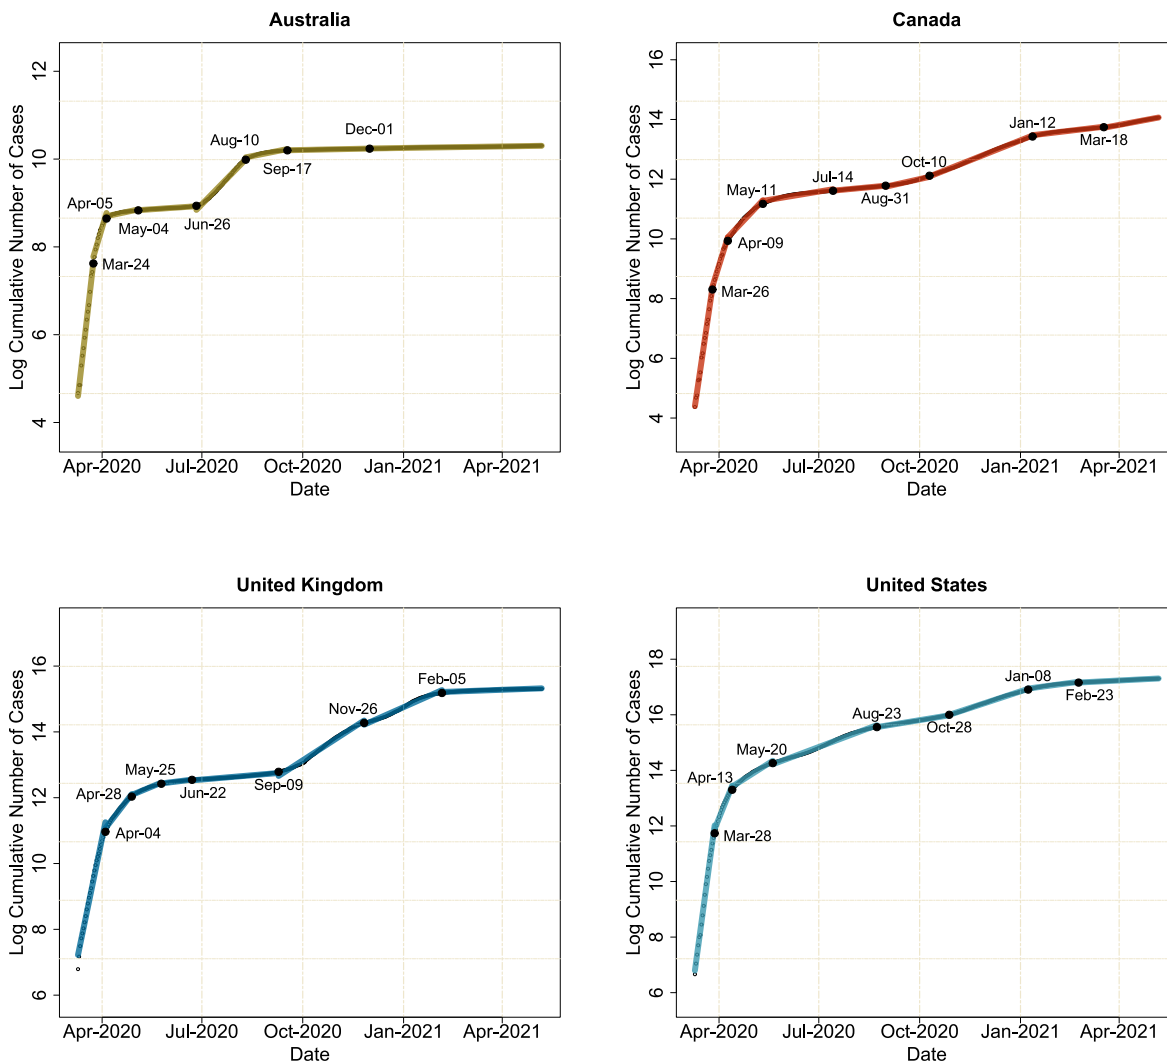 Australia
Log Cumulative Number of Cases
12
10
8
6
4
Apr-05
Mar-24
May-04
Jun-26
Aug-10
Sep-17
Dec-01
Apr-2020 Jul-2020 Oct-2020 Jan-2021 Apr-2021
Date
Canada
Log Cumulative Number of Cases
16
14
12
10
8
6
4
Mar-26
Apr-09
May-11
Jul-14
Aug-31
Oct-10
Jan-12
Mar-18
Apr-2020 Jul-2020 Oct-2020 Jan-2021 Apr-2021
Date
United Kingdom
Log Cumulative Number of Cases
16
14
12
10
8
6
Apr-04
Apr-28
May-25
Jun-22
Sep-09
Nov-26
Feb-05
Apr-2020 Jul-2020 Oct-2020 Jan-2021 Apr-2021
Date
United States
Log Cumulative Number of Cases
18
16
14
12
10
8
6
Mar-28
Apr-13
May-20
Aug-23
Oct-28
Jan-08
Feb-23
Apr-2020 Jul-2020 Oct-2020 Jan-2021 Apr-2021
Date